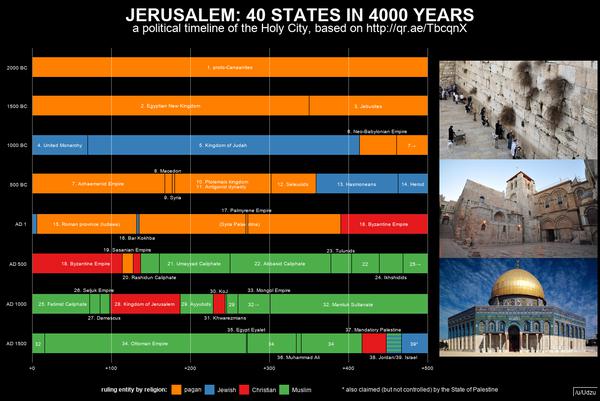 JERUSALEM: 40 STATES IN 4000 YEARS
a political timeline of the Holy City, based on http://qr.ae/TbcqnX
2000 BC
1. proto-Canaanites
1500 BC
2. Egyptian New Kingdom
3. Jebusites
6. Neo-Babylonian Empire
1000 BC
4. United Monarchy
5. Kingdom of Judah
7→
8. Macedon
500 BC
7. Achaemenid Empire
10. Ptolemaic kingdom
11. Antigonid dynasty
12. Seleucids
13. Hasmoneans
14. Herod
9. Syria
17. Palmyrene Empire
AD 1
15. Roman province (Iudaea)
(Syria Palaestina)
18. Byzantine Empire
16. Bar Kokhba
19. Sasanian Empire
23. Tulunids
AD 500
18. Byzantine Empire
21. Umayyad Caliphate
22. Abbasid Caliphate
22
25→
20. Rashidun Caliphate
24. Ikhshidids
26. Seljuk Empire
30. KoJ
33. Mongol Empire
AD 1000
25. Fatimid Caliphate
28. Kingdom of Jerusalem
29. Ayyubids
29
32→
32. Mamluk Sultanate
27. Damascus
31. Khwarezmians
35. Egypt Eyalet
37. Mandatory Palestine
AD 1500
32
34. Ottoman Empire
34
34
39*
36. Muhammad Ali
38. Jordan/39. Israel
+0
+100
+200
+300
+400
+500
ruling entity by religion:
pagan
Jewish
Christian
Muslim
* also claimed (but not controlled) by the State of Palestine
/u/Udzu